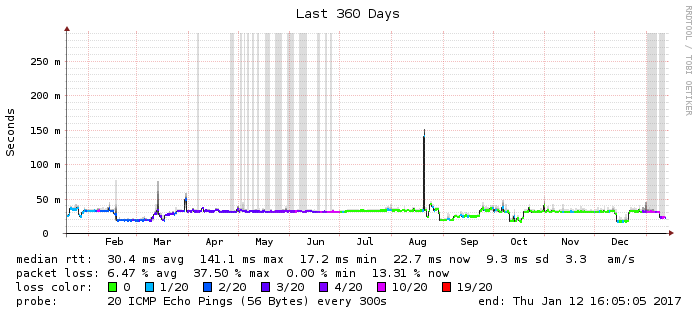 Last 360 Days
RRDTOOL / TOBI OETIKER
Seconds
250 m
200 m
150 m
100 m
50 m
0
Feb Mar Apr May Jun Jul Aug Sep Oct Nov Dec
median rtt: 30.4 ms avg 141.1 ms max 17.2 ms min 22.7 ms now 9.3 ms sd 3.3 am/s
packet loss: 6.47 % avg 37.50 % max 0.00 % min 13.31 % now
loss color: 0 1/20 2/20 3/20 4/20 10/20 19/20
probe: 20 ICMP Echo Pings (56 Bytes) every 300s end: Thu Jan 12 16:05:05 2017